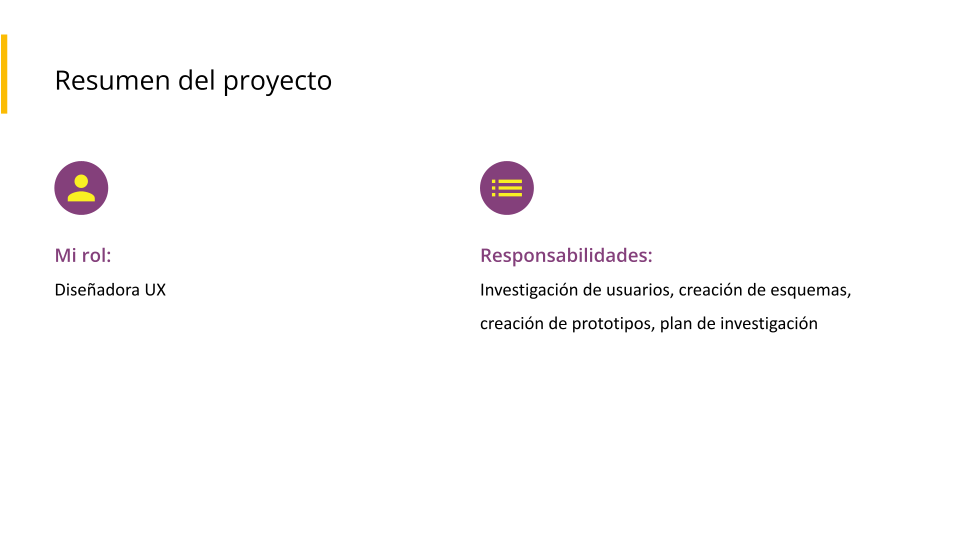 Resumen del proyecto
Mi rol:
Diseñadora UX
Responsabilidades:
Investigación de usuarios, creación de esquemas,
creación de prototipos, plan de investigación